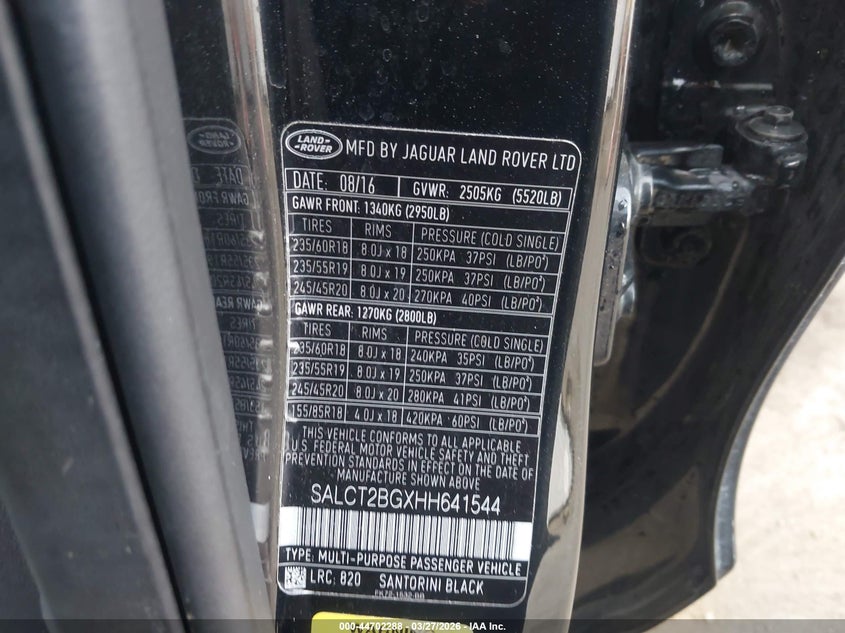 LAND-
-ROVER
MFD BY JAGUAR LAND ROVER LTD
DATE: 08/16 GVWR: 2505KG (5520LB)
GAWR FRONT: 1340KG (2950LB)
TIRES RIMS PRESSURE (COLD SINGLE)
235/60R18 8.0J x 18 250KPA 37PSI (LB/PO²)
235/55R19 8.0J x 19 250KPA 37PSI (LB/PO²)
245/45R20 8.0J x 20 270KPA 40PSI (LB/PO²)
GAWR REAR: 1270KG (2800LB)
TIRES RIMS PRESSURE (COLD SINGLE)
235/60R18 8.0J x 18 240KPA 35PSI (LB/PO²)
235/55R19 8.0J x 19 250KPA 37PSI (LB/PO²)
245/45R20 8.0J x 20 280KPA 41PSI (LB/PO²)
155/85R18 4.0J x 18 420KPA 60PSI (LB/PO²)
THIS VEHICLE CONFORMS TO ALL APPLICABLE
U.S. FEDERAL MOTOR VEHICLE SAFETY AND THEFT
PREVENTION STANDARDS IN EFFECT ON THE DATE OF
MANUFACTURE SHOWN ABOVE
SALCT2BGXHH641544
TYPE: MULTI-PURPOSE PASSENGER VEHICLE
LRC: 820 SANTORINI BLACK
000-44702288 - 03/27/2026 - IAA, Inc.